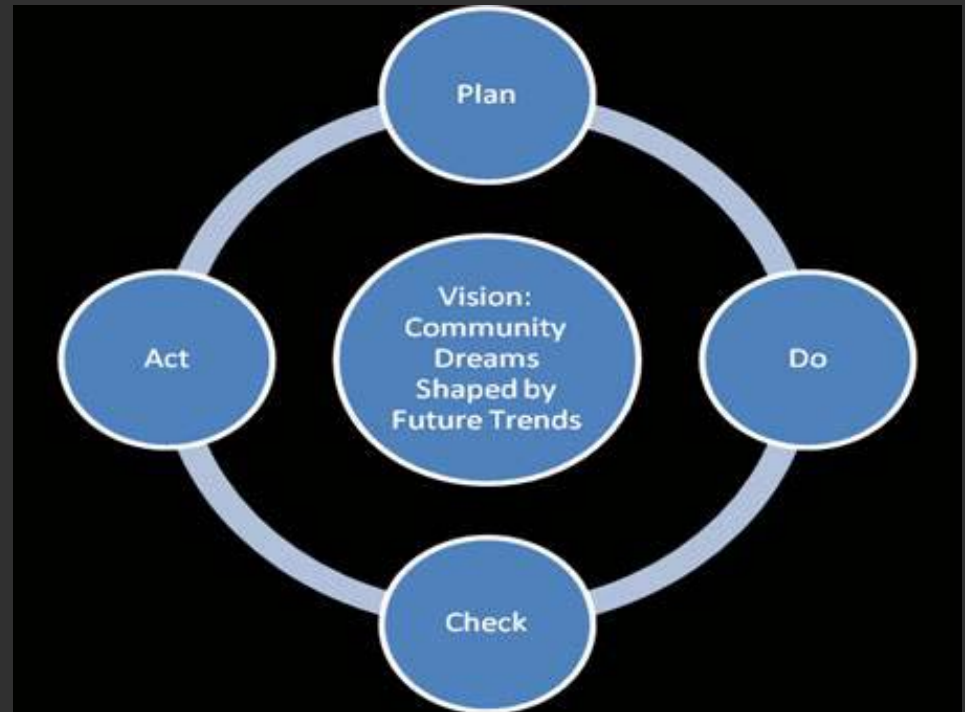 Plan
Act
Vision:
Community
Dreams
Shaped by
Future Trends
Do
Check